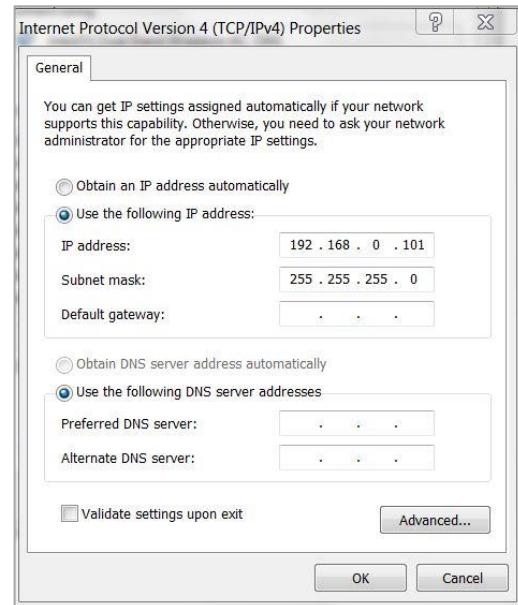 Internet Protocol Version 4 (TCP/IPv4) Properties
General
You can get IP settings assigned automatically if your network
supports this capability. Otherwise, you need to ask your network
administrator for the appropriate IP settings.
Obtain an IP address automatically
Use the following IP address:
IP address: 192 . 168 . 0 . 101
Subnet mask: 255 . 255 . 255 . 0
Default gateway: . . .
Obtain DNS server address automatically
Use the following DNS server addresses
Preferred DNS server: . . .
Alternate DNS server: . . .
Validate settings upon exit
Advanced...
OK Cancel